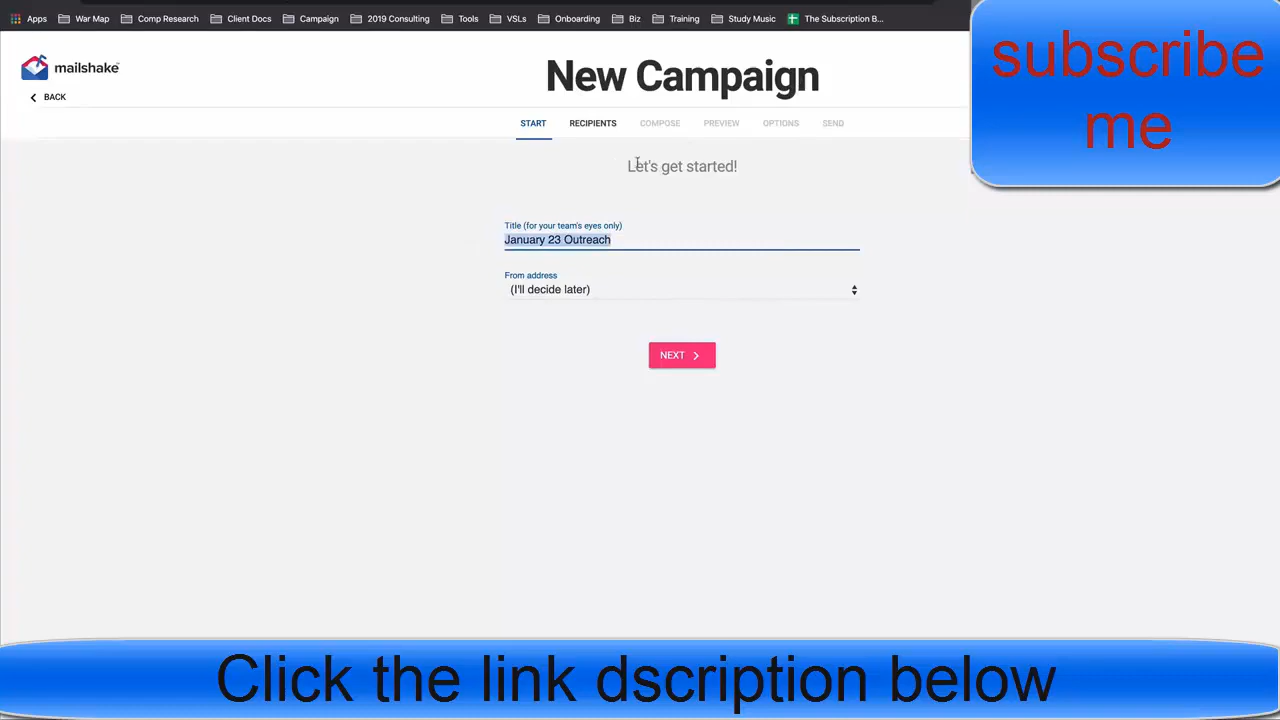 Apps War Map Comp Research Client Docs Campaign 2019 Consulting Tools VSLs Onboarding Biz Training Study Music The Subscription B...
mailshake
BACK
New Campaign
subscribe
me
START RECIPIENTS COMPOSE PREVIEW OPTIONS SEND
Let's get started!
Title (for your team's eyes only)
January 23 Outreach
From address
(I'll decide later)
NEXT
Click the link dscription below